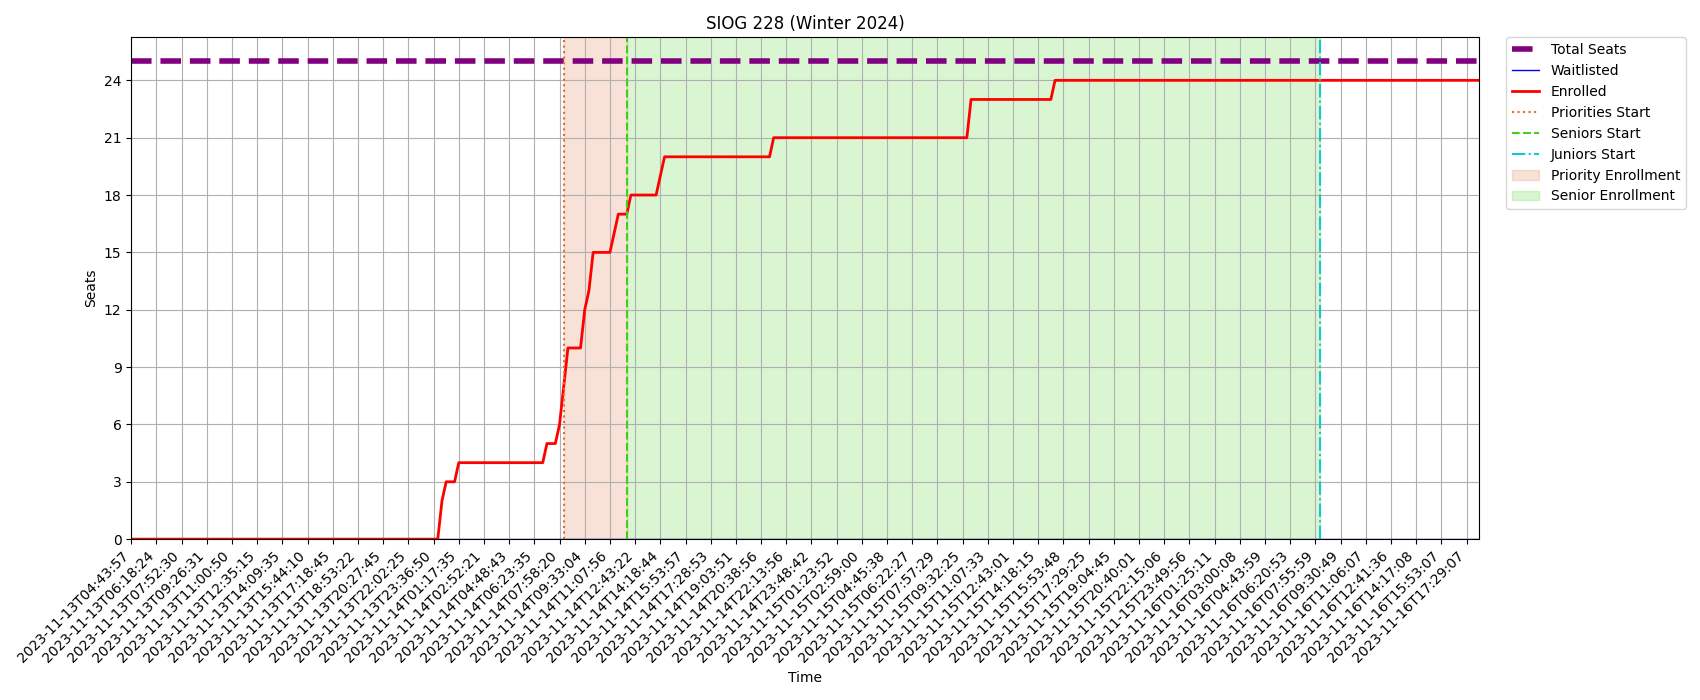 SIOG 228 (Winter 2024)
Total Seats
Waitlisted
Enrolled
Priorities Start
Seniors Start
Juniors Start
Priority Enrollment
Senior Enrollment
Seats
24
21
18
15
12
9
6
3
0
2023-11-13T04:43:57
2023-11-13T06:18:24
2023-11-13T07:52:30
2023-11-13T09:26:31
2023-11-13T11:00:50
2023-11-13T12:35:15
2023-11-13T14:09:35
2023-11-13T15:44:10
2023-11-13T17:18:45
2023-11-13T18:53:22
2023-11-13T20:27:45
2023-11-13T22:02:25
2023-11-13T23:36:50
2023-11-14T01:17:35
2023-11-14T02:52:21
2023-11-14T04:48:43
2023-11-14T06:23:35
2023-11-14T07:58:20
2023-11-14T09:33:04
2023-11-14T11:07:56
2023-11-14T12:43:22
2023-11-14T14:18:44
2023-11-14T15:53:57
2023-11-14T17:28:53
2023-11-14T19:03:51
2023-11-14T20:38:56
2023-11-14T22:13:56
2023-11-14T23:48:42
2023-11-15T01:23:52
2023-11-15T02:59:00
2023-11-15T04:45:38
2023-11-15T06:22:27
2023-11-15T07:57:29
2023-11-15T09:32:25
2023-11-15T11:07:33
2023-11-15T12:43:01
2023-11-15T14:18:15
2023-11-15T15:53:48
2023-11-15T17:29:25
2023-11-15T19:04:45
2023-11-15T20:40:01
2023-11-15T22:15:06
2023-11-15T23:49:56
2023-11-16T01:25:11
2023-11-16T03:00:08
2023-11-16T04:43:59
2023-11-16T06:20:53
2023-11-16T07:55:59
2023-11-16T09:30:49
2023-11-16T11:06:07
2023-11-16T12:41:36
2023-11-16T14:17:08
2023-11-16T15:53:07
2023-11-16T17:29:07
Time